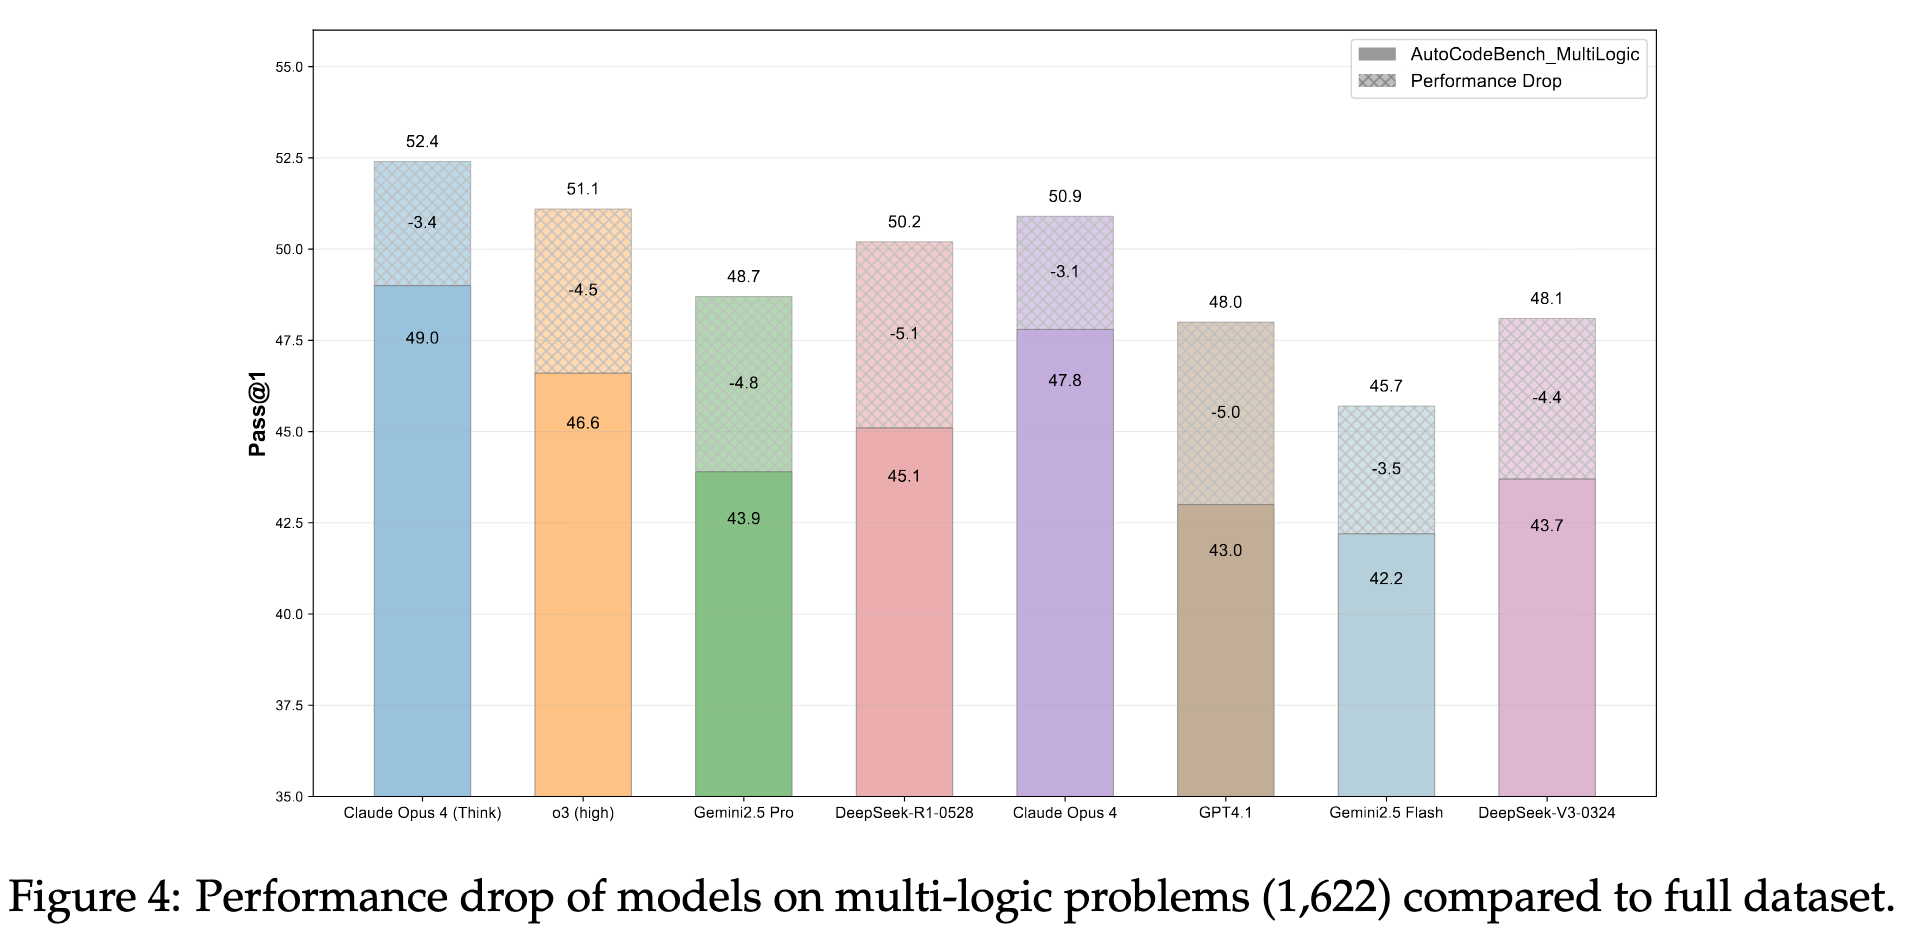 AutoCodeBench_MultiLogic
Performance Drop
Pass@1
55.0
52.5
50.0
47.5
45.0
42.5
40.0
37.5
35.0
52.4
-3.4
49.0
51.1
-4.5
46.6
48.7
-4.8
43.9
50.2
-5.1
45.1
50.9
-3.1
47.8
48.0
-5.0
43.0
45.7
-3.5
42.2
48.1
-4.4
43.7
Claude Opus 4 (Think)
o3 (high)
Gemini2.5 Pro
DeepSeek-R1-0528
Claude Opus 4
GPT4.1
Gemini2.5 Flash
DeepSeek-V3-0324
Figure 4: Performance drop of models on multi-logic problems (1,622) compared to full dataset.